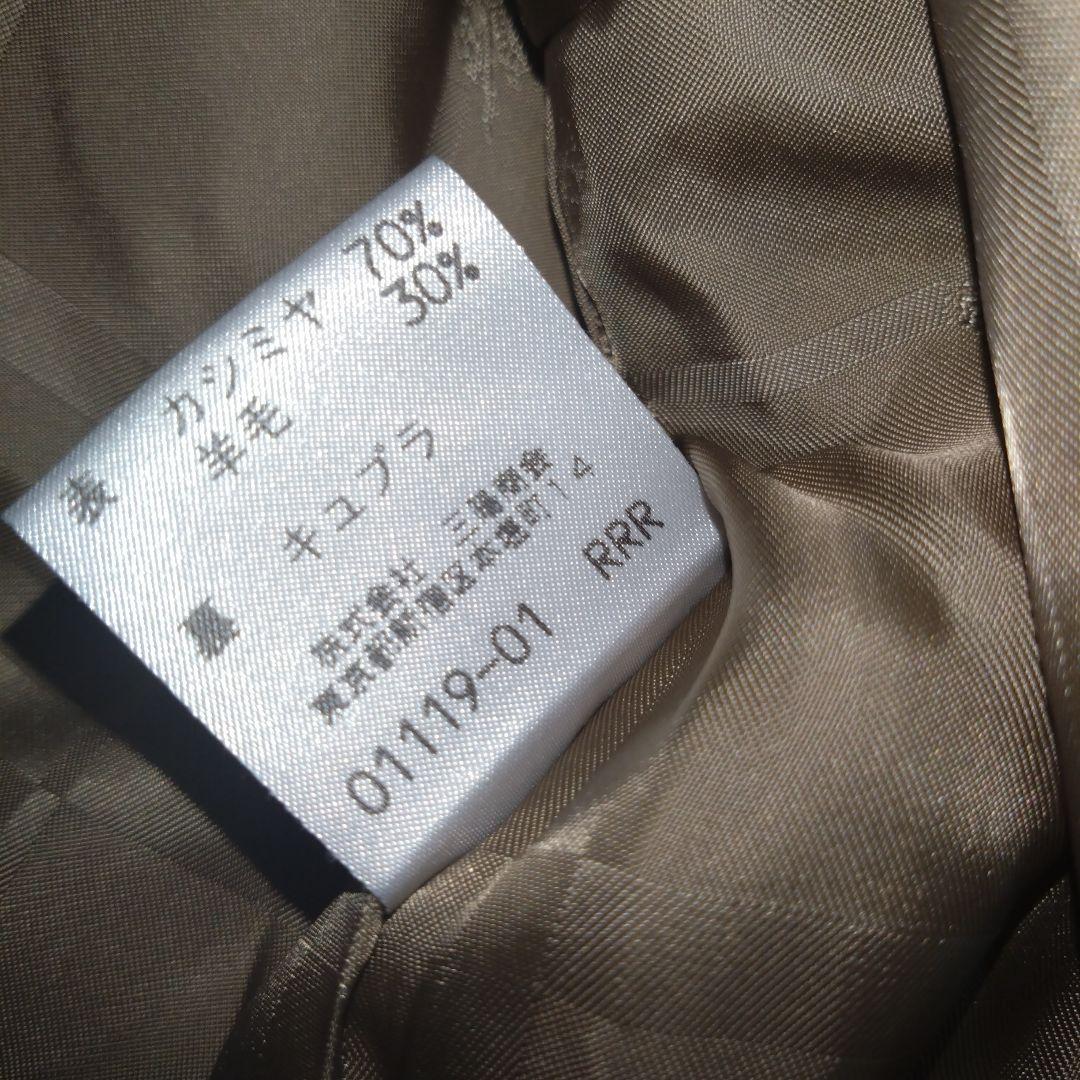 表 カシミヤ 70%
羊毛 30%
裏 キュプラ
株式会社 三陽商会
東京都新宿区本塩町14
01119-01 RRR